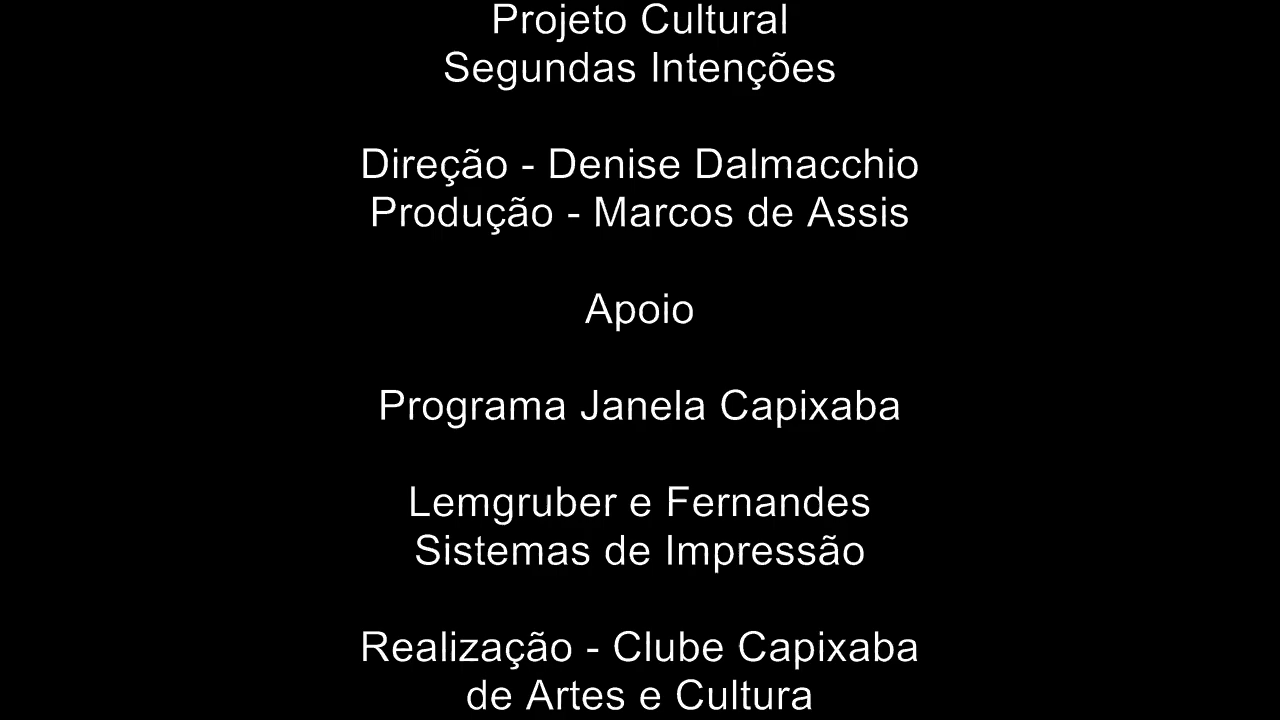 Projeto Cultural
Segundas Intenções
Direção - Denise Dalmacchio
Produção - Marcos de Assis
Apoio
Programa Janela Capixaba
Lemgruber e Fernandes
Sistemas de Impressão
Realização - Clube Capixaba
de Artes e Cultura